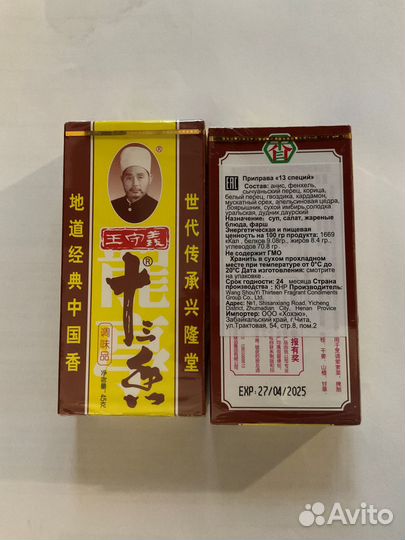 地道经典中国香
王守義
®
十三香
®
调味品
净含量:45克
世代传承兴隆堂
EAC
Приправа «13 специй»
Состав: анис, фенхель,
сычуаньский перец, корица,
белый перец, гвоздика, кардамон,
мускатный орех, апельсиновая цедра,
боярышник, сухой имбирь, солодка
уральская, дудник даурский
Назначение: суп, салат, жареные
блюда, фарш
Энергетическая и пищевая
ценность на 100 гр продукта: 1669
кКал , белков 9.08гр., жиров 8.4 гр.,
углеводов 70.8 гр.
Не содержит ГМО
Хранить в сухом прохладном
месте при температуре от 0°С до
20°С Дата изготовления: смотрите
на упаковке
Срок годности: 24 месяца Страна
производства : КНР Производитель:
Wang ShouYi Thirteen Fragrant Condiments
Group Co., Ltd.
Адрес: №1, Shisanxiang Road, Yicheng
District, Zhumadian City, Henan Province
Импортер: ООО «Хохэю»,
Забайкальский край, г.Чита,
ул.Трактовая, 54, стр.8, пом.2
报有奖
EXP: 27/04/2025
Avito